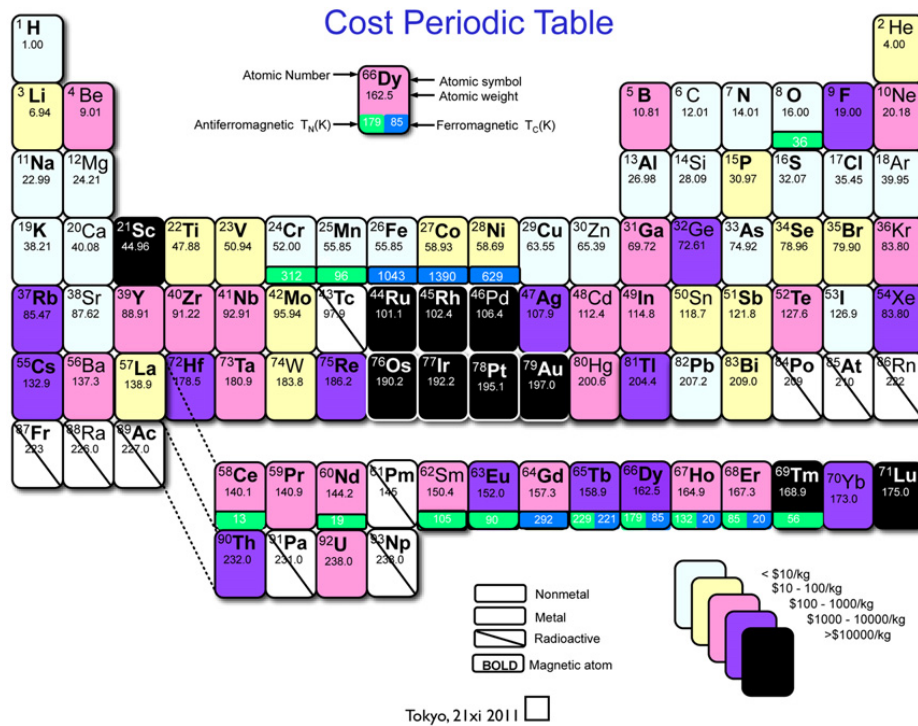 Cost Periodic Table
1 H
1.00
2 He
4.00
Atomic Number
66 Dy
162.5
179 85
Atomic symbol
Atomic weight
Antiferromagnetic TN(K)
Ferromagnetic TC(K)
3 Li 4 Be 5 B 6 C 7 N 8 O 9 F 10 Ne
6.94 9.01 10.81 12.01 14.01 16.00 19.00 20.18
36
11 Na 12 Mg 13 Al 14 Si 15 P 16 S 17 Cl 18 Ar
22.99 24.21 26.98 28.09 30.97 32.07 35.45 39.95
19 K 20 Ca 21 Sc 22 Ti 23 V 24 Cr 25 Mn 26 Fe 27 Co 28 Ni 29 Cu 30 Zn 31 Ga 32 Ge 33 As 34 Se 35 Br 36 Kr
38.21 40.08 44.96 47.88 50.94 52.00 55.85 55.85 58.93 58.69 63.55 65.39 69.72 72.61 74.92 78.96 79.90 83.80
312 96 1043 1390 629
37 Rb 38 Sr 39 Y 40 Zr 41 Nb 42 Mo 43 Tc 44 Ru 45 Rh 46 Pd 47 Ag 48 Cd 49 In 50 Sn 51 Sb 52 Te 53 I 54 Xe
85.47 87.62 88.91 91.22 92.91 95.94 97.9 101.1 102.4 106.4 107.9 112.4 114.8 118.7 121.8 127.6 126.9 83.80
55 Cs 56 Ba 57 La 72 Hf 73 Ta 74 W 75 Re 76 Os 77 Ir 78 Pt 79 Au 80 Hg 81 Tl 82 Pb 83 Bi 84 Po 85 At 86 Rn
132.9 137.3 138.9 178.5 180.9 183.8 186.2 190.2 192.2 195.1 197.0 200.6 204.4 207.2 209.0 209 210 222
87 Fr 88 Ra 89 Ac
223 226.0 227.0
58 Ce 59 Pr 60 Nd 61 Pm 62 Sm 63 Eu 64 Gd 65 Tb 66 Dy 67 Ho 68 Er 69 Tm 70 Yb 71 Lu
140.1 140.9 144.2 145 150.4 152.0 157.3 158.9 162.5 164.9 167.3 168.9 173.0 175.0
13 19 105 90 292 229 221 179 85 132 20 85 20 56
90 Th 91 Pa 92 U 93 Np
232.0 231.0 238.0 238.0
Nonmetal
Metal
Radioactive
BOLD Magnetic atom
< $10/kg
$10 - 100/kg
$100 - 1000/kg
$1000 - 10000/kg
>$10000/kg
Tokyo, 21xi 2011